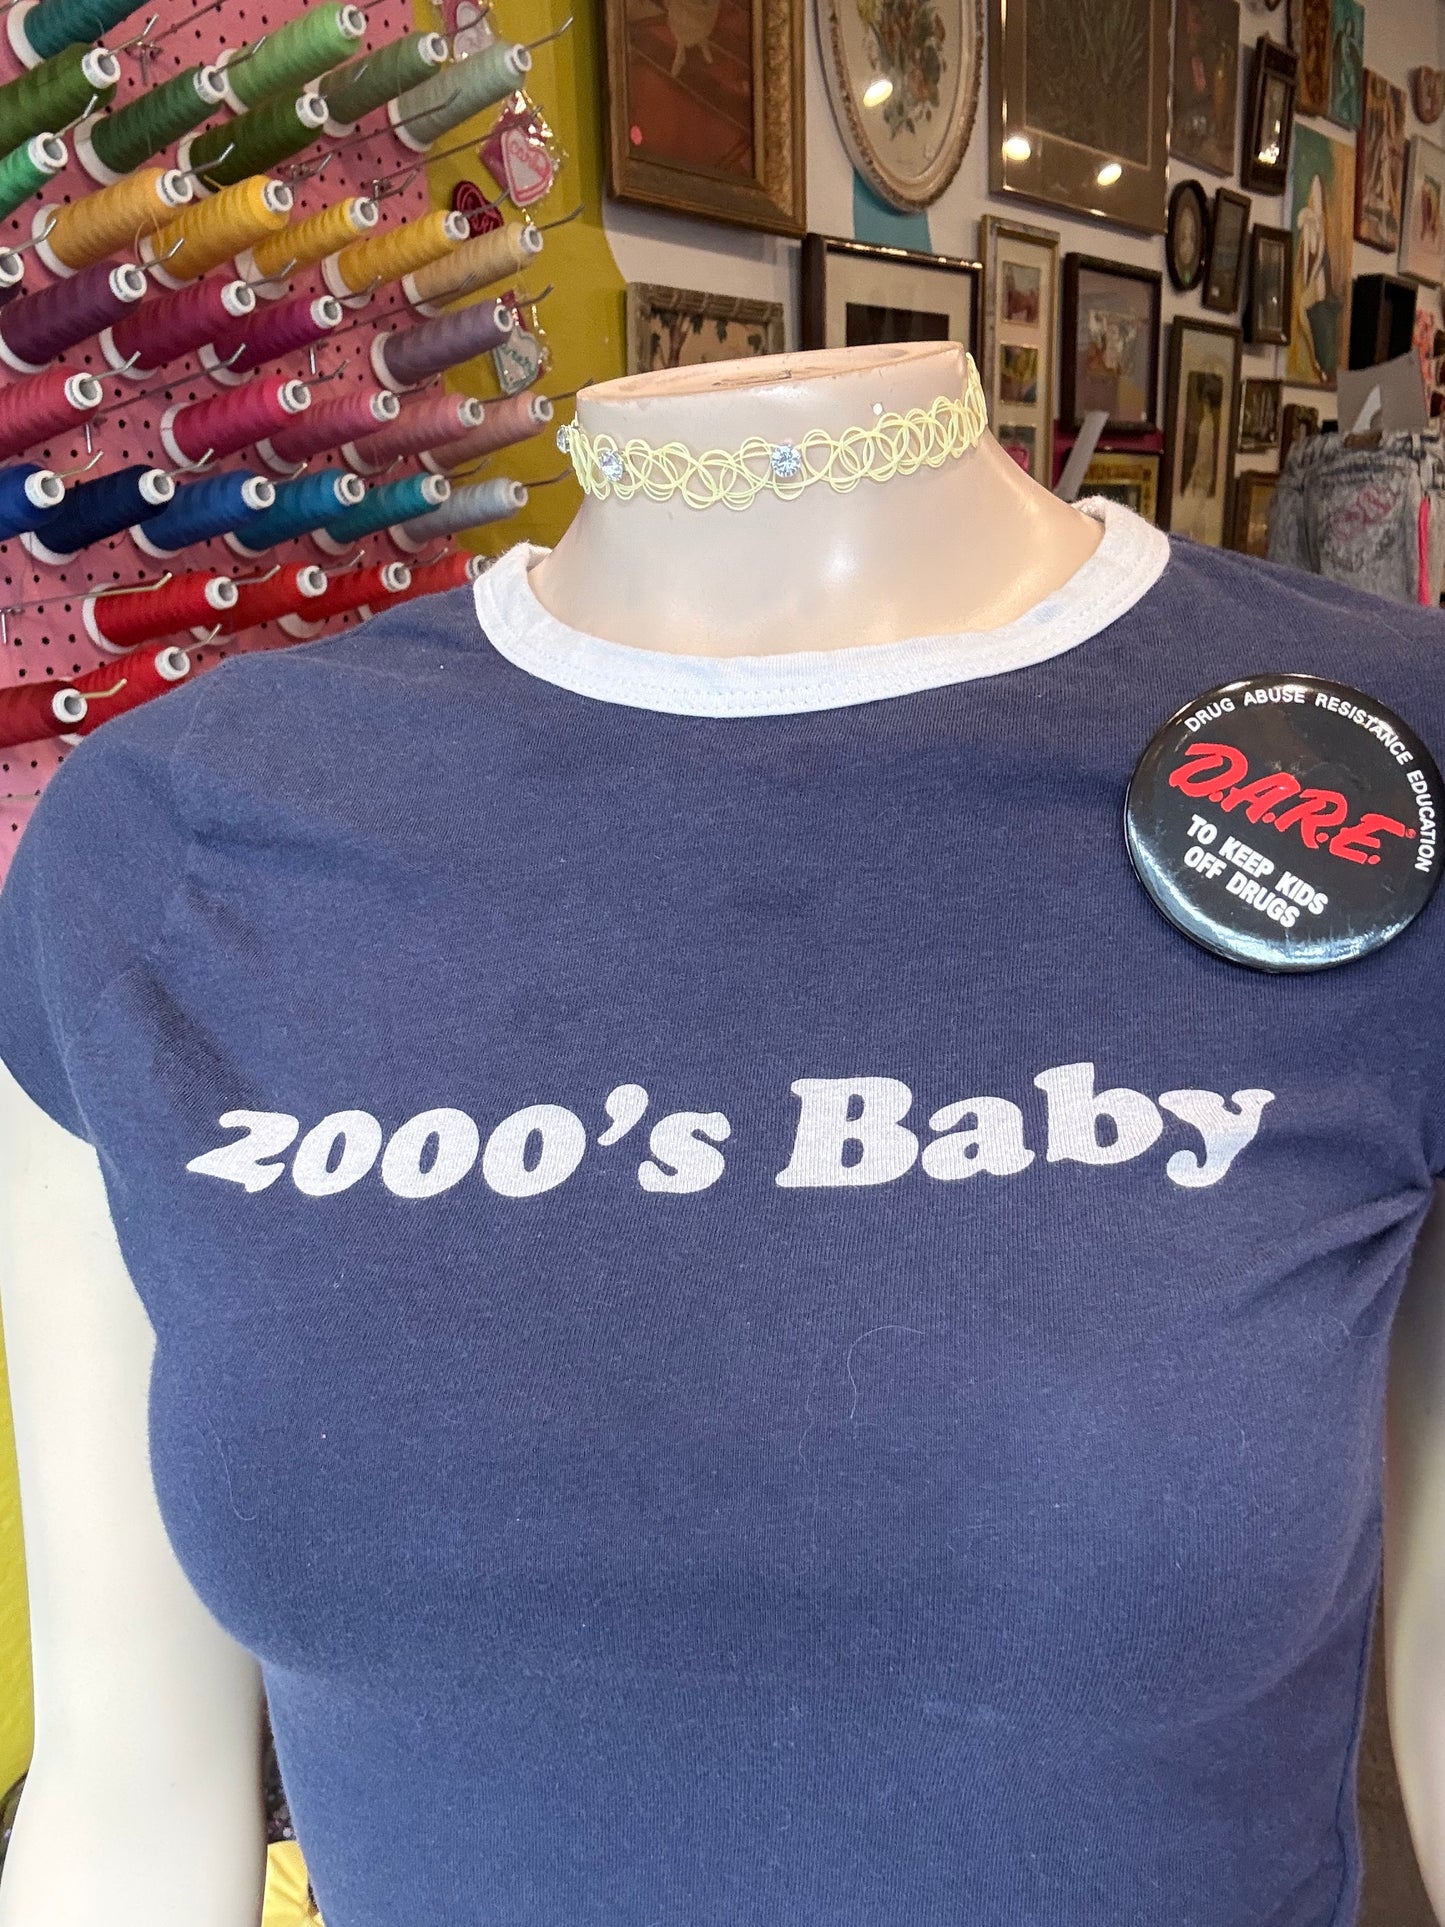 DRUG ABUSE RESISTANCE EDUCATION
D.A.R.E.®
TO KEEP KIDS
OFF DRUGS
2000's Baby